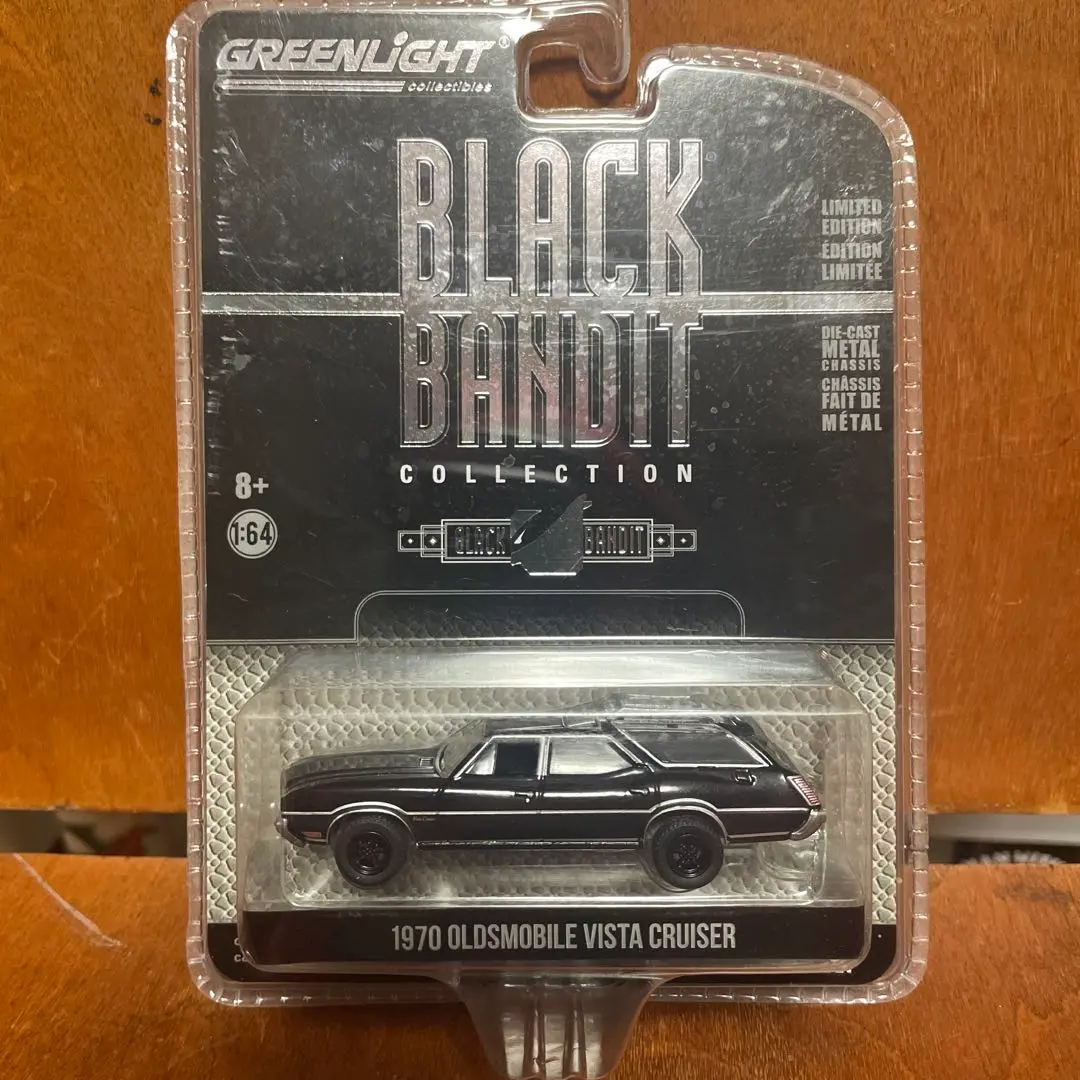 GREENLiGHT®
collectibles
BLACK
BANDIT
COLLECTION
LIMITED
EDITION
ÉDITION
LIMITÉE
DIE-CAST
METAL
CHASSIS
CHÂSSIS
FAIT DE
MÉTAL
8+
1:64
BLACK BANDIT
1970 OLDSMOBILE VISTA CRUISER